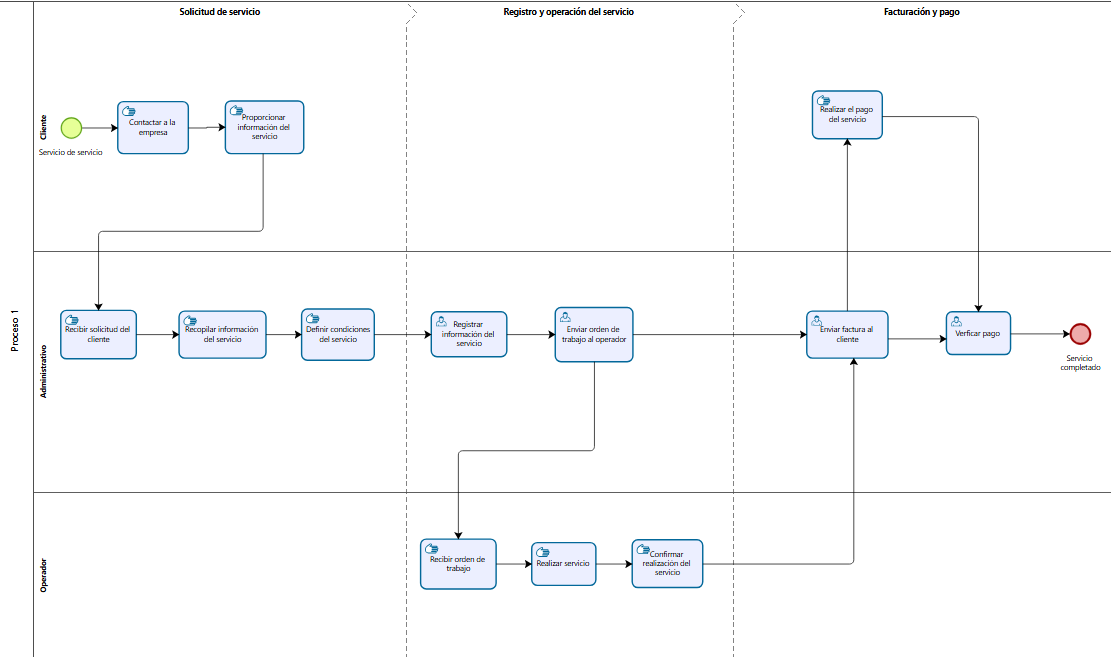 Solicitud de servicio
Registro y operación del servicio
Facturación y pago
Proceso 1
Cliente
Servicio de servicio
Contactar a la
empresa
Proporcionar
información del
servicio
Realizar el pago
del servicio
Administrativo
Recibir solicitud del
cliente
Recopilar información
del servicio
Definir condiciones
del servicio
Registrar
información del
servicio
Enviar orden de
trabajo al operador
Enviar factura al
cliente
Verficar pago
Servicio
completado
Operador
Recibir orden de
trabajo
Realizar servicio
Confirmar
realización del
servicio